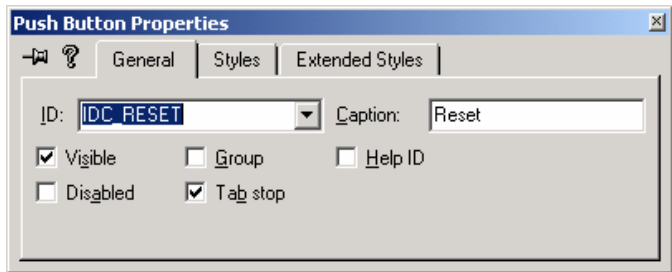 Push Button Properties
General Styles Extended Styles
ID: IDC_RESET Caption: Reset
Visible Group Help ID
Disabled Tab stop